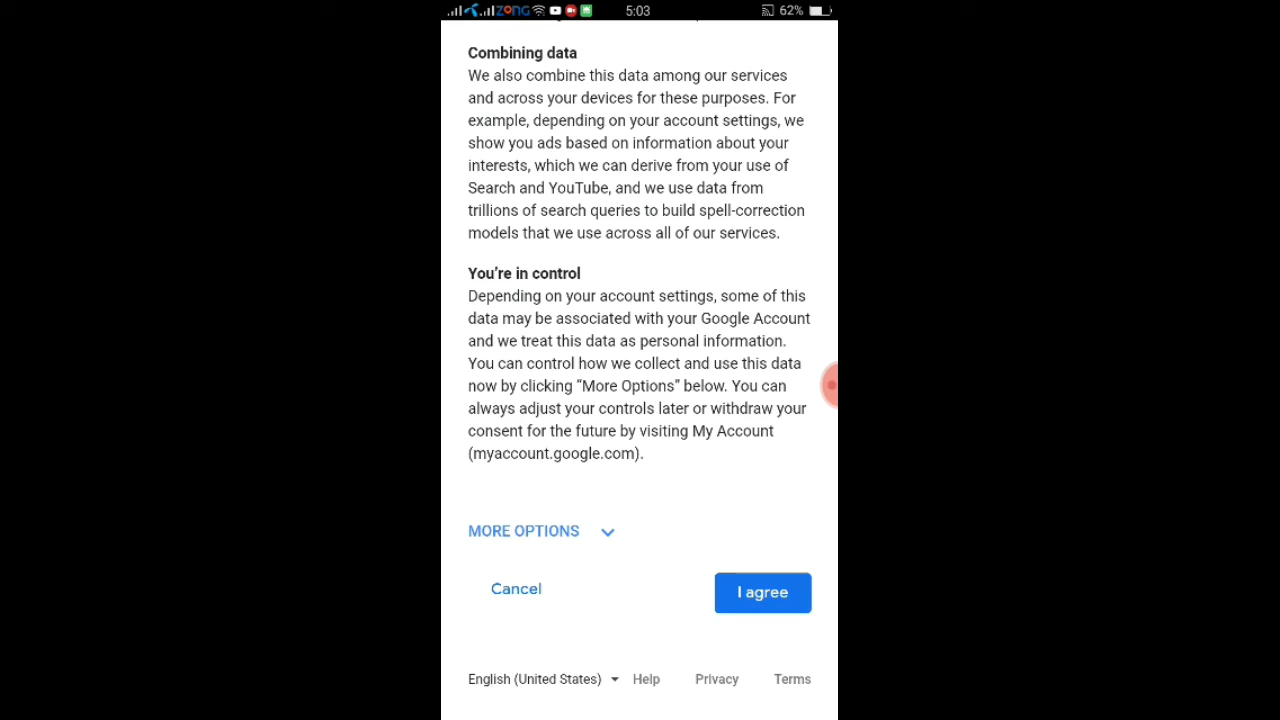 ZONG 5:03 62%
Combining data
We also combine this data among our services
and across your devices for these purposes. For
example, depending on your account settings, we
show you ads based on information about your
interests, which we can derive from your use of
Search and YouTube, and we use data from
trillions of search queries to build spell-correction
models that we use across all of our services.
You’re in control
Depending on your account settings, some of this
data may be associated with your Google Account
and we treat this data as personal information.
You can control how we collect and use this data
now by clicking “More Options” below. You can
always adjust your controls later or withdraw your
consent for the future by visiting My Account
(myaccount.google.com).
MORE OPTIONS
Cancel I agree
English (United States) Help Privacy Terms